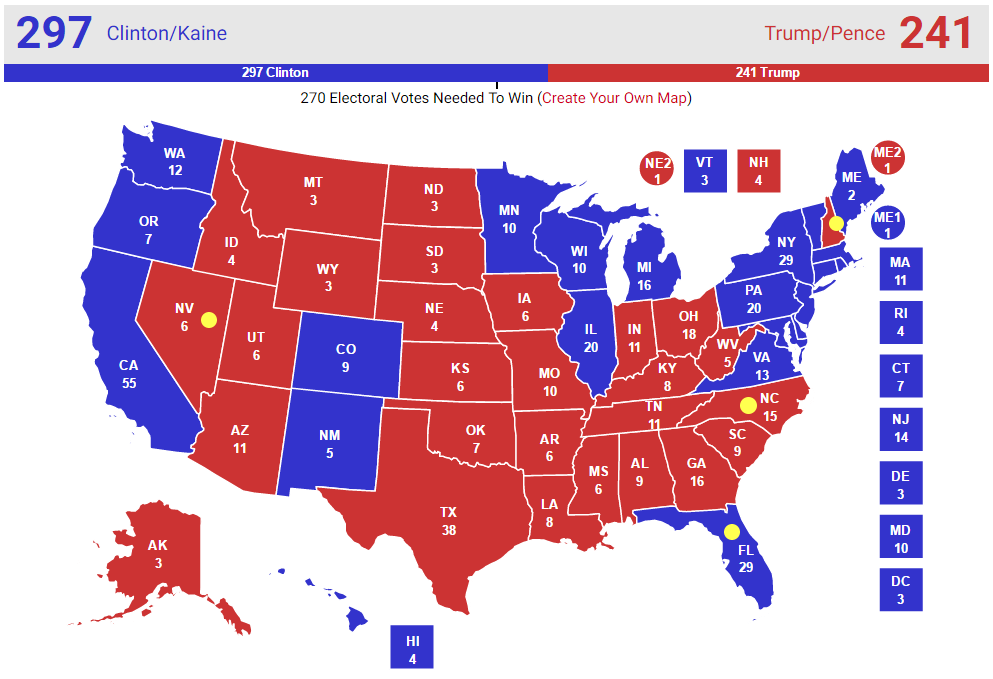 297 Clinton/Kaine
Trump/Pence 241
297 Clinton
241 Trump
270 Electoral Votes Needed To Win (Create Your Own Map)
WA
12
OR
7
CA
55
NV
6
ID
4
MT
3
WY
3
UT
6
AZ
11
CO
9
NM
5
ND
3
SD
3
NE
4
KS
6
OK
7
TX
38
MN
10
IA
6
MO
10
AR
6
LA
8
WI
10
IL
20
MI
16
IN
11
OH
18
KY
8
TN
11
MS
6
AL
9
GA
16
FL
29
SC
9
NC
15
VA
13
WV
5
PA
20
NY
29
ME
2
NE2
1
VT
3
NH
4
ME2
1
ME1
1
MA
11
RI
4
CT
7
NJ
14
DE
3
MD
10
DC
3
AK
3
HI
4